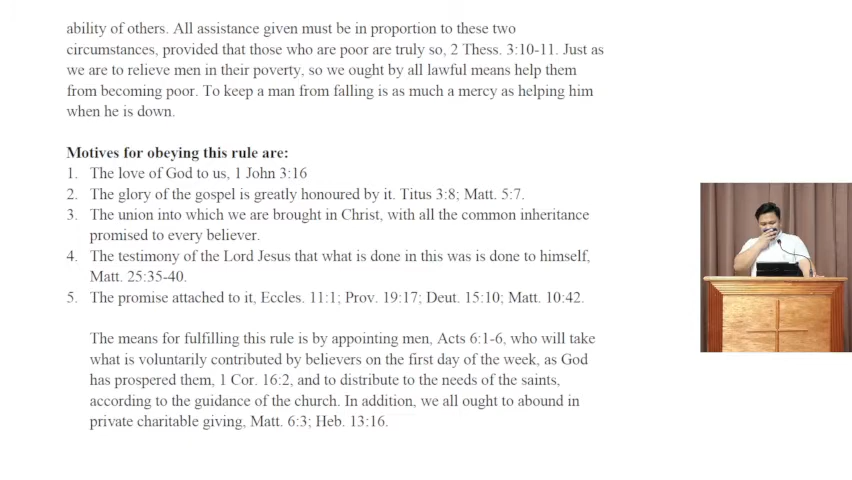 ability of others. All assistance given must be in proportion to these two
circumstances, provided that those who are poor are truly so, 2 Thess. 3:10-11. Just as
we are to relieve men in their poverty, so we ought by all lawful means help them
from becoming poor. To keep a man from falling is as much a mercy as helping him
when he is down.
Motives for obeying this rule are:
1. The love of God to us, 1 John 3:16
2. The glory of the gospel is greatly honoured by it. Titus 3:8; Matt. 5:7.
3. The union into which we are brought in Christ, with all the common inheritance
promised to every believer.
4. The testimony of the Lord Jesus that what is done in this was is done to himself,
Matt. 25:35-40.
5. The promise attached to it, Eccles. 11:1; Prov. 19:17; Deut. 15:10; Matt. 10:42.
The means for fulfilling this rule is by appointing men, Acts 6:1-6, who will take
what is voluntarily contributed by believers on the first day of the week, as God
has prospered them, 1 Cor. 16:2, and to distribute to the needs of the saints,
according to the guidance of the church. In addition, we all ought to abound in
private charitable giving, Matt. 6:3; Heb. 13:16.